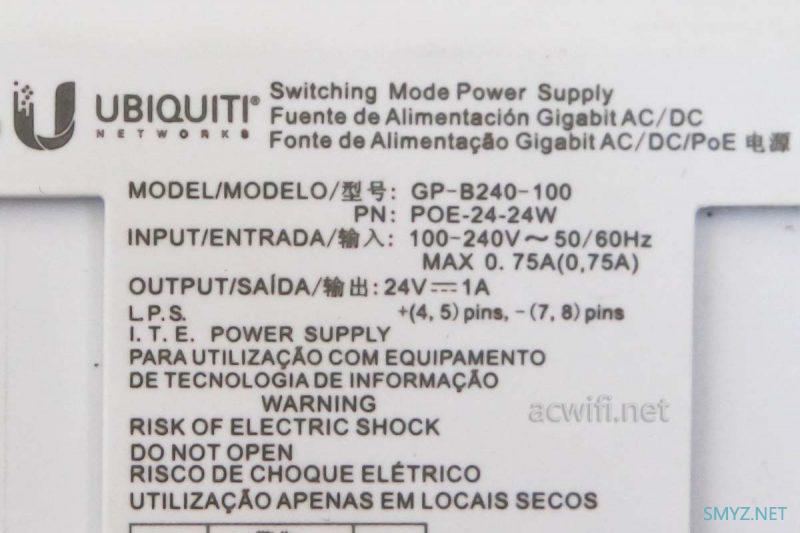 UBIQUITI®
NETWORKS
Switching Mode Power Supply
Fuente de Alimentación Gigabit AC/DC
Fonte de Alimentação Gigabit AC/DC/PoE 电源
MODEL/MODELO/型号: GP-B240-100
PN: POE-24-24W
INPUT/ENTRADA/输入: 100-240V~50/60Hz
MAX 0.75A(0,75A)
OUTPUT/SAÍDA/输出: 24V⎓1A
L.P.S. +(4, 5) pins, -(7, 8) pins
I.T.E. POWER SUPPLY
PARA UTILIZAÇÃO COM EQUIPAMENTO
DE TECNOLOGIA DE INFORMAÇÃO
WARNING
acwifi.net
RISK OF ELECTRIC SHOCK
DO NOT OPEN
RISCO DE CHOQUE ELÉTRICO
UTILIZAÇÃO APENAS EM LOCAIS SECOS
SMYZ.NET